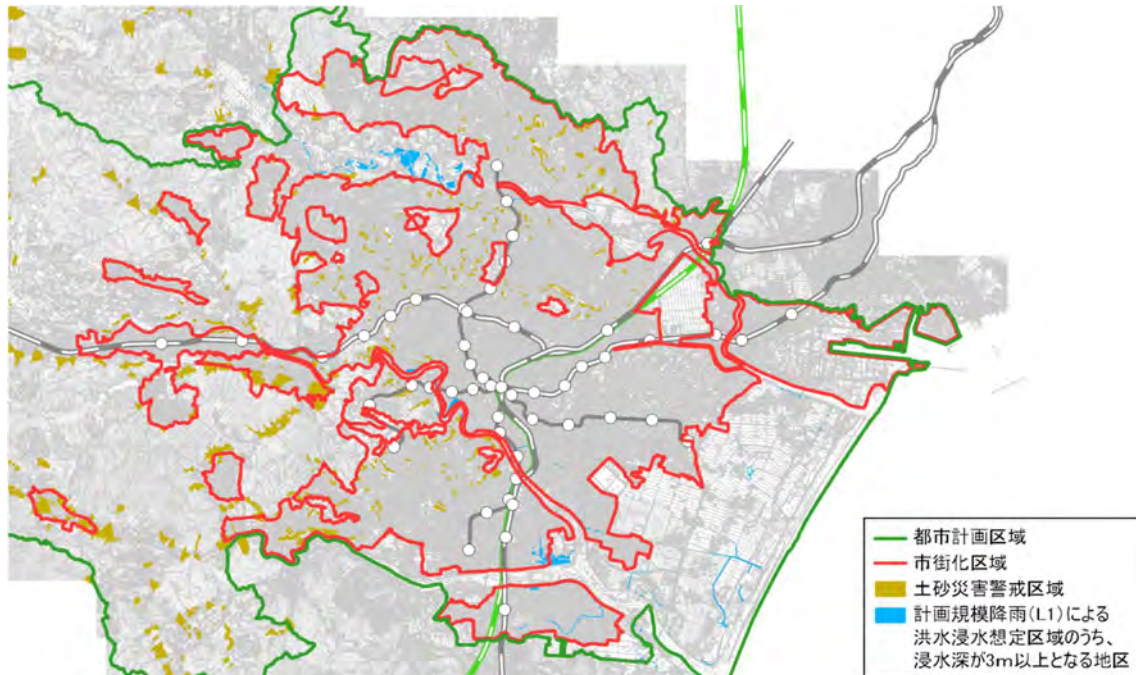 都市計画区域
市街化区域
土砂災害警戒区域
計画規模降雨(L1)による
洪水浸水想定区域のうち、
浸水深が3m以上となる地区